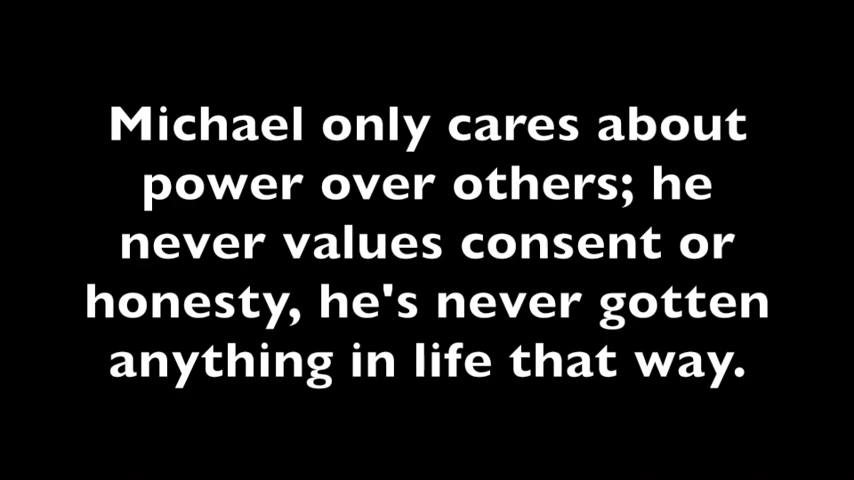 Michael only cares about
power over others; he
never values consent or
honesty, he's never gotten
anything in life that way.